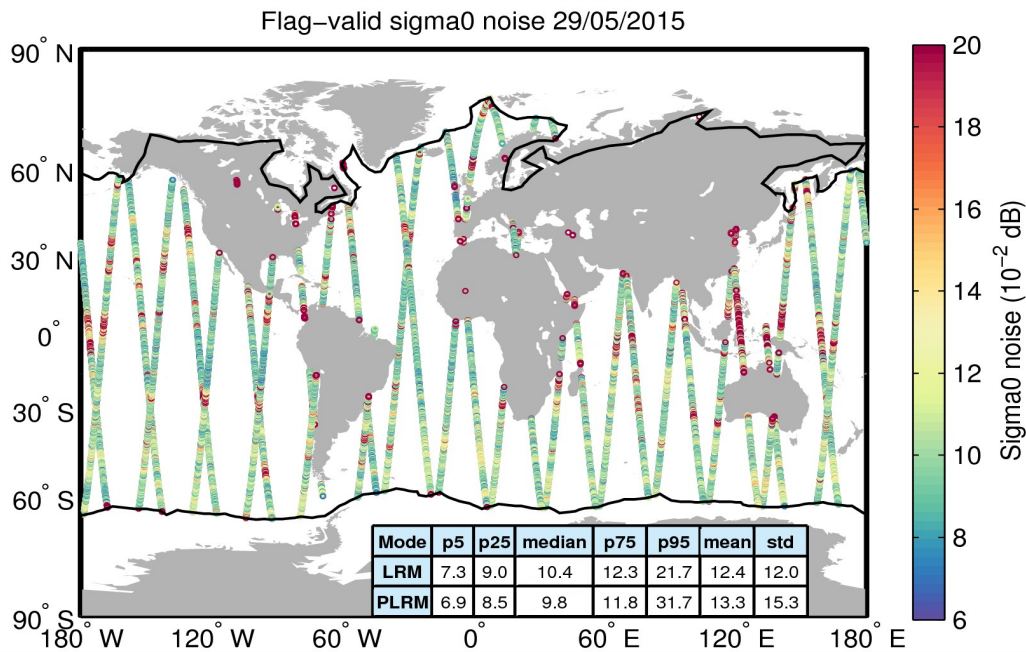 Flag−valid sigma0 noise 29/05/2015
90° N
60° N
30° N
0°
30° S
60° S
90° S
180° W
120° W
60° W
0°
60° E
120° E
180° E
Mode p5 p25 median p75 p95 mean std
LRM 7.3 9.0 10.4 12.3 21.7 12.4 12.0
PLRM 6.9 8.5 9.8 11.8 31.7 13.3 15.3
20
18
16
14
12
10
8
6
Sigma0 noise (10⁻² dB)